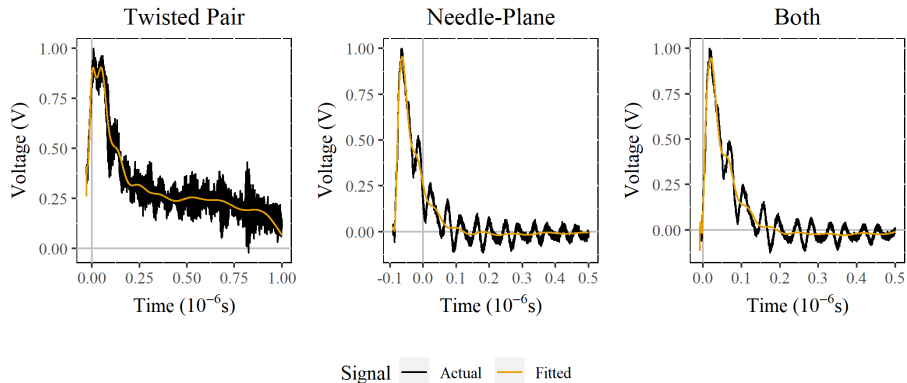 Twisted Pair
Needle-Plane
Both
Voltage (V)
1.00
0.75
0.50
0.25
0.00
0.00 0.25 0.50 0.75 1.00
Time (10⁻⁶s)
Voltage (V)
1.00
0.75
0.50
0.25
0.00
-0.1 0.0 0.1 0.2 0.3 0.4 0.5
Time (10⁻⁶s)
Voltage (V)
1.00
0.75
0.50
0.25
0.00
0.0 0.1 0.2 0.3 0.4 0.5
Time (10⁻⁶s)
Signal Actual Fitted